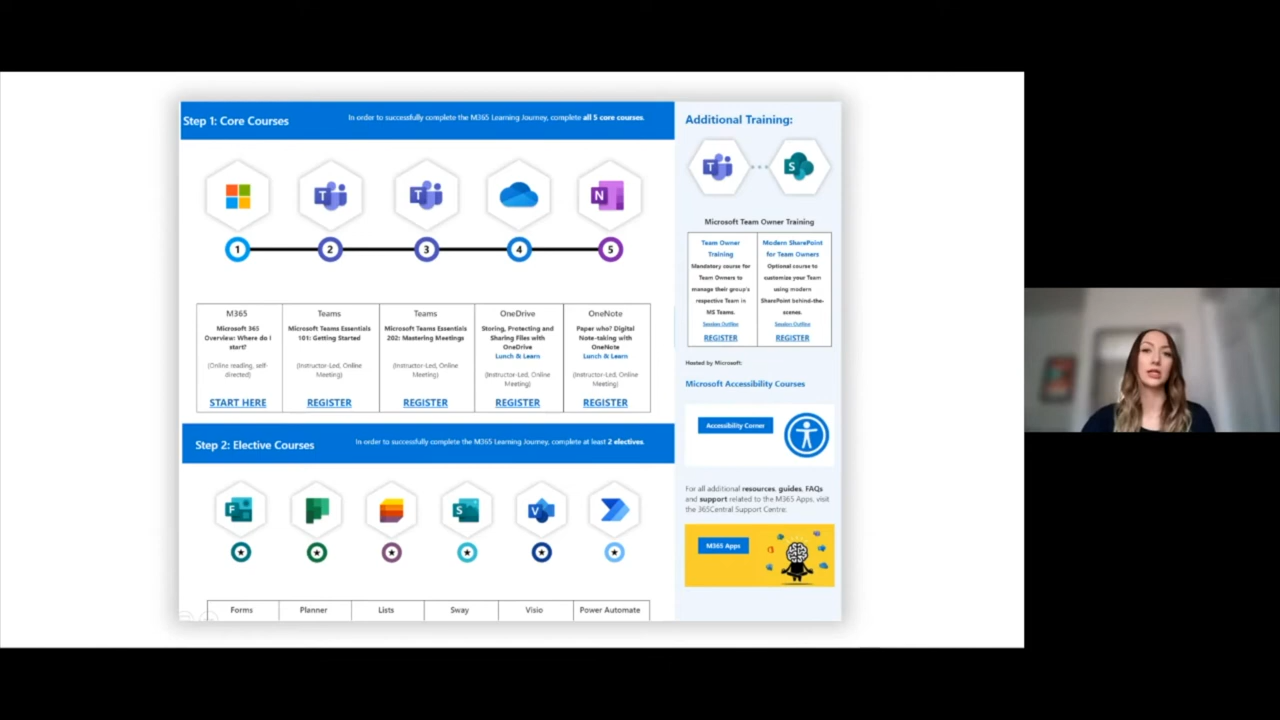 Step 1: Core Courses
In order to successfully complete the M365 Learning Journey, complete all 5 core courses.
1
2
3
4
5
M365
Microsoft 365
Overview: Where do I
start?
(Online reading, self-
directed)
START HERE
Teams
Microsoft Teams Essentials
101: Getting Started
(Instructor-Led, Online
Meeting)
REGISTER
Teams
Microsoft Teams Essentials
202: Mastering Meetings
(Instructor-Led, Online
Meeting)
REGISTER
OneDrive
Storing, Protecting and
Sharing Files with
OneDrive
Lunch & Learn
(Instructor-Led, Online
Meeting)
REGISTER
OneNote
Paper who? Digital
Note-taking with
OneNote
Lunch & Learn
(Instructor-Led, Online
Meeting)
REGISTER
Step 2: Elective Courses
In order to successfully complete the M365 Learning Journey, complete at least 2 electives.
Forms
Planner
Lists
Sway
Visio
Power Automate
Additional Training:
Microsoft Team Owner Training
Team Owner
Training
Mandatory course for
Team Owners to
manage their group's
respective Team in
MS Teams.
Session Outline
REGISTER
Modern SharePoint
for Team Owners
Optional course to
customize your Team
using modern
SharePoint behind-the-
scenes.
Session Outline
REGISTER
Hosted by Microsoft:
Microsoft Accessibility Courses
Accessibility Corner
For all additional resources, guides, FAQs
and support related to the M365 Apps, visit
the 365Central Support Centre.
M365 Apps